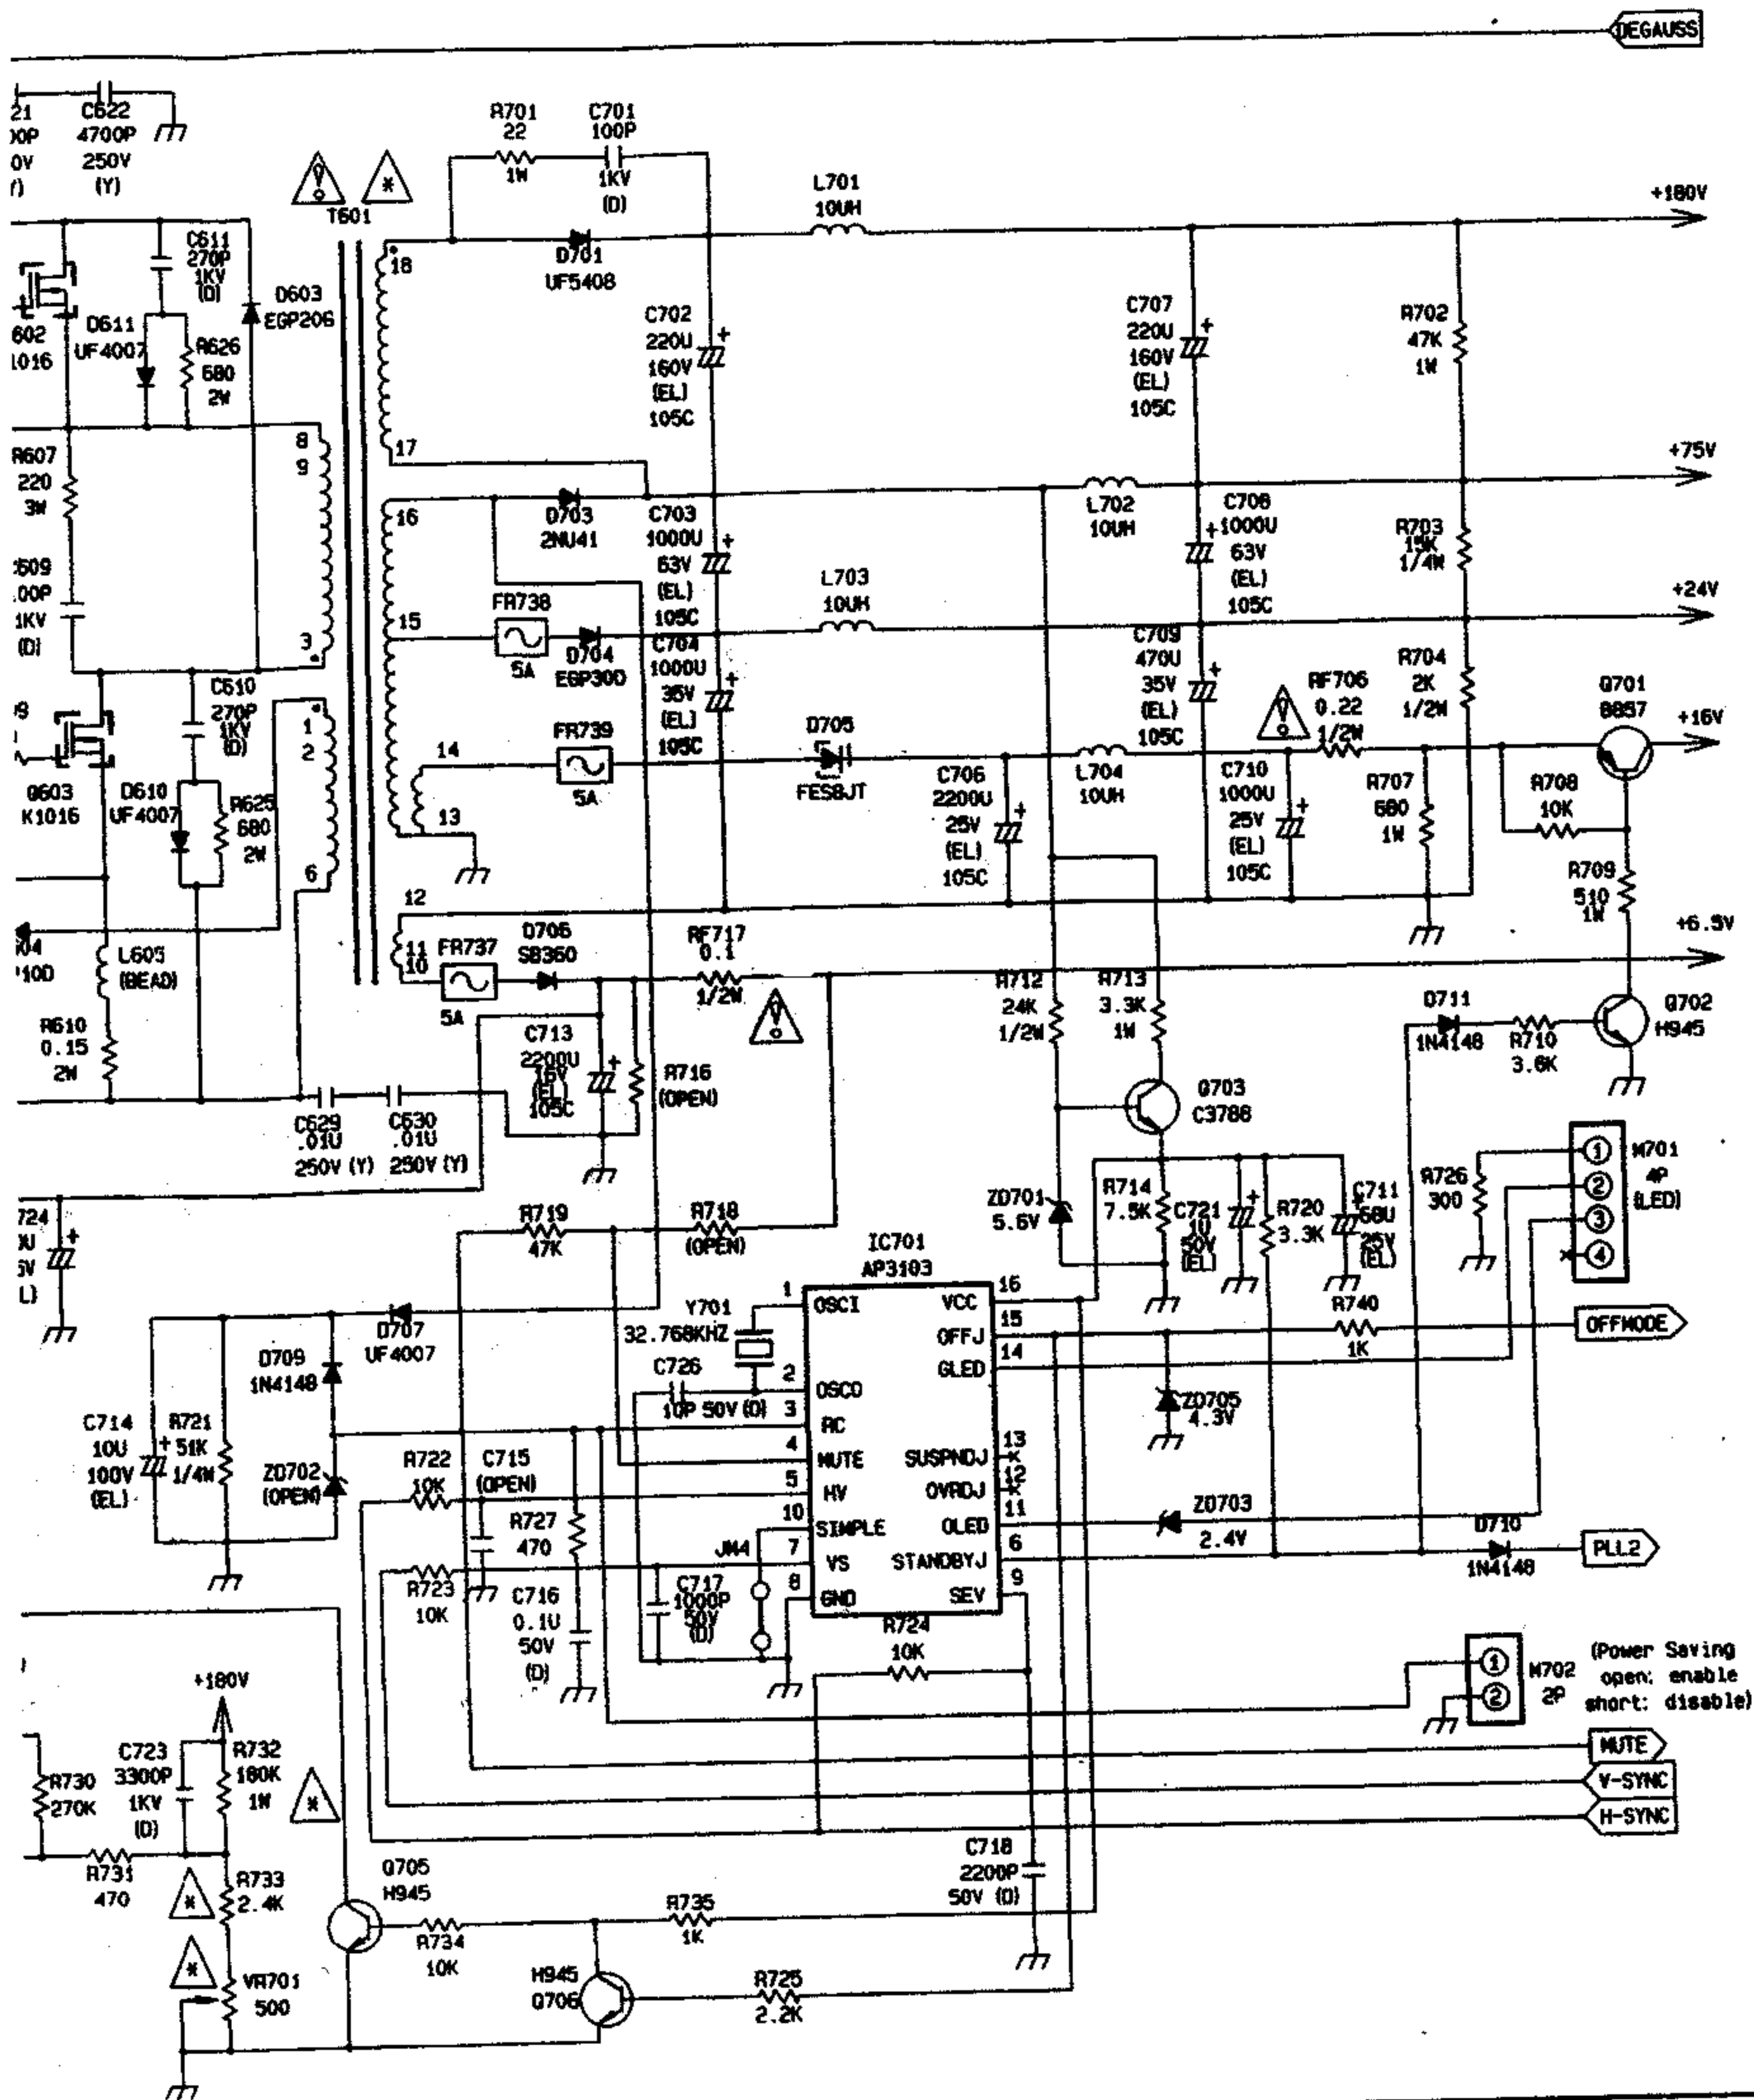 DEGAUSS
C622
4700P
250V
(Y)
R701
22
1W
C701
100P
1KV
(D)
T601
L701
10UH
+180V
C611
270P
1KV
(D)
D603
EGP20G
18
D701
UF5408
D611
UF4007
R626
680
2W
C702
220U
160V
(EL)
105C
C707
220U
160V
(EL)
105C
R702
47K
1W
8
9
17
R607
220
3W
+75V
16
D703
2NU41
C703
1000U
63V
(EL)
105C
L702
10UH
C708
1000U
63V
(EL)
105C
R703
15K
1/4W
1KV
(D)
3
15
FR738
5A
D704
EGP30D
L703
10UH
+24V
C704
1000U
35V
(EL)
105C
C709
470U
35V
(EL)
105C
R704
2K
1/2W
C610
270P
1KV
(D)
1
2
6
Q603
K1016
D610
UF4007
R625
680
2W
14
13
FR739
5A
D705
FES8JT
C706
2200U
25V
(EL)
105C
L704
10UH
C710
1000U
25V
(EL)
105C
RF706
0.22
1/2W
R707
680
1W
Q701
B857
+16V
R708
10K
R709
510
1W
12
11
10
FR737
5A
D706
SB360
RF717
0.1
1/2W
+6.5V
L605
(BEAD)
R610
0.15
2W
C713
2200U
16V
(EL)
105C
R716
(OPEN)
R712
24K
1/2W
R713
3.3K
1W
D711
1N4148
R710
3.6K
Q702
H945
C629
.01U
250V (Y)
C630
.01U
250V (Y)
Q703
C3788
ZD701
5.6V
R714
7.5K
C721
1U
50V
(EL)
R720
3.3K
C711
68U
25V
(EL)
R726
300
1
2
3
4
M701
4P
(LED)
R719
47K
R718
(OPEN)
IC701
AP3103
1
OSCI
2
OSCO
3
RC
4
MUTE
5
HV
10
SIMPLE
7
VS
8
GND
16
VCC
15
OFFJ
14
GLED
13
SUSPNDJ
12
OVRDJ
11
OLED
6
STANDBYJ
9
SEV
Y701
32.768KHZ
C726
10P 50V (D)
D707
UF4007
D709
1N4148
C714
10U
100V
(EL)
R721
51K
1/4W
ZD702
(OPEN)
R722
10K
C715
(OPEN)
R727
470
R723
10K
C716
0.1U
50V
(D)
C717
1000P
50V
(D)
JW4
R740
1K
OFFMODE
ZD705
4.3V
ZD703
2.4V
D710
1N4148
PLL2
R724
10K
1
2
M702
2P
(Power Saving
open: enable
short: disable)
MUTE
V-SYNC
H-SYNC
+180V
R730
270K
C723
3300P
1KV
(D)
R732
180K
1W
R731
470
R733
2.4K
VR701
500
Q705
H945
R734
10K
R735
1K
H945
Q706
R725
2.2K
C718
2200P
50V (D)